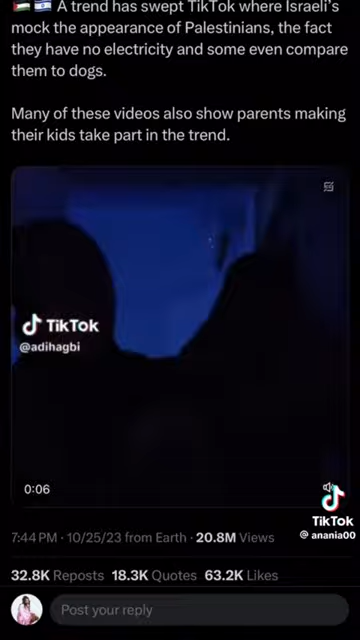 🇵🇸 🇮🇱 A trend has swept TikTok where Israeli's
mock the appearance of Palestinians, the fact
they have no electricity and some even compare
them to dogs.
Many of these videos also show parents making
their kids take part in the trend.
TikTok
@adihagbi
0:06
TikTok
@anania00
7:44 PM · 10/25/23 from Earth · 20.8M Views
32.8K Reposts 18.3K Quotes 63.2K Likes
Post your reply